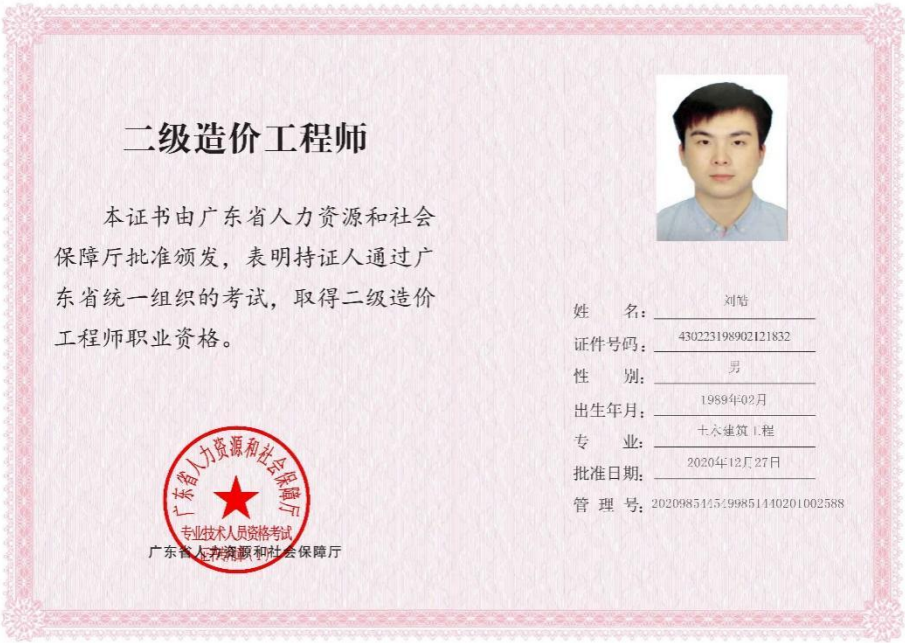 二级造价工程师
本证书由广东省人力资源和社会
保障厅批准颁发，表明持证人通过广
东省统一组织的考试，取得二级造价
工程师职业资格。
广东省人力资源和社会保障厅
专业技术人员资格考试
广东省人力资源和社会保障厅
姓 名： 刘皓
证件号码： 430223198902121832
性 别： 男
出生年月： 1989年02月
专 业： 土木建筑工程
批准日期： 2020年12月27日
管 理 号：